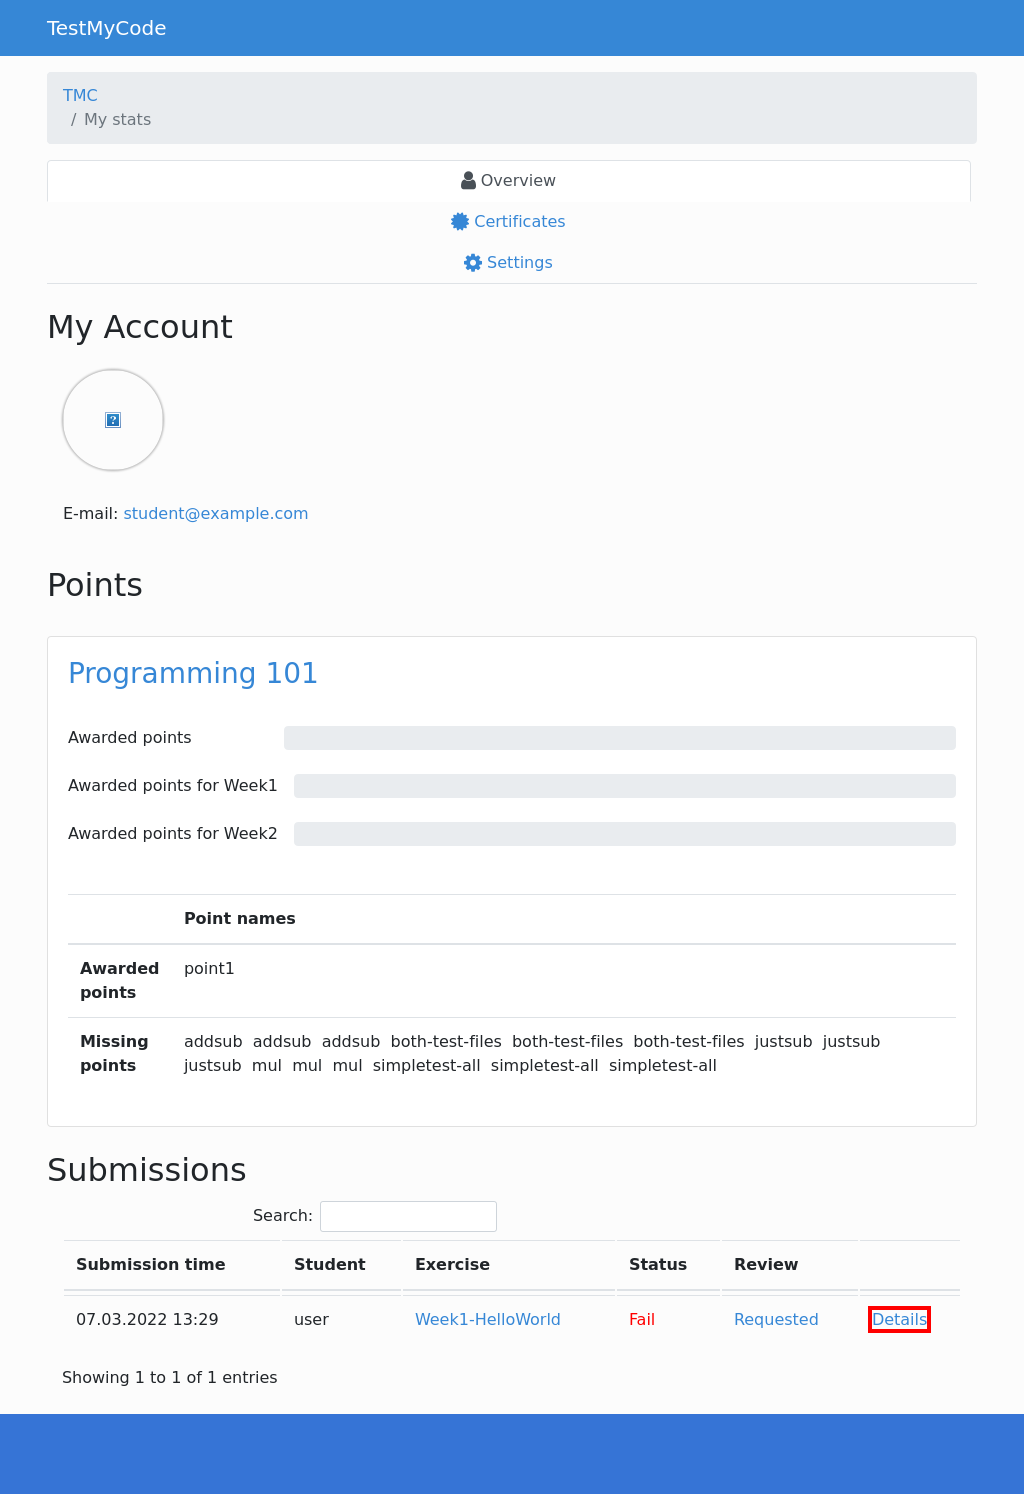 TestMyCode
TMC
/ My stats
Overview
Certificates
Settings
My Account
E-mail: student@example.com
Points
Programming 101
Awarded points
Awarded points for Week1
Awarded points for Week2
Point names
Awarded points point1
Missing points addsub addsub addsub both-test-files both-test-files both-test-files justsub justsub
justsub mul mul mul simpletest-all simpletest-all simpletest-all
Submissions
Search:
Submission time Student Exercise Status Review
07.03.2022 13:29 user Week1-HelloWorld Fail Requested Details
Showing 1 to 1 of 1 entries